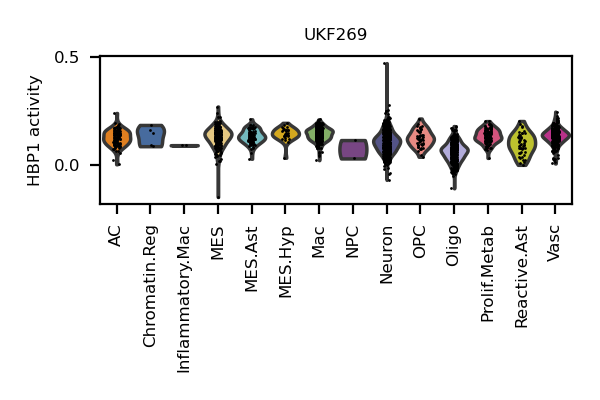 UKF269
HBP1 activity
0.5
0.0
AC
Chromatin.Reg
Inflammatory.Mac
MES
MES.Ast
MES.Hyp
Mac
NPC
Neuron
OPC
Oligo
Prolif.Metab
Reactive.Ast
Vasc